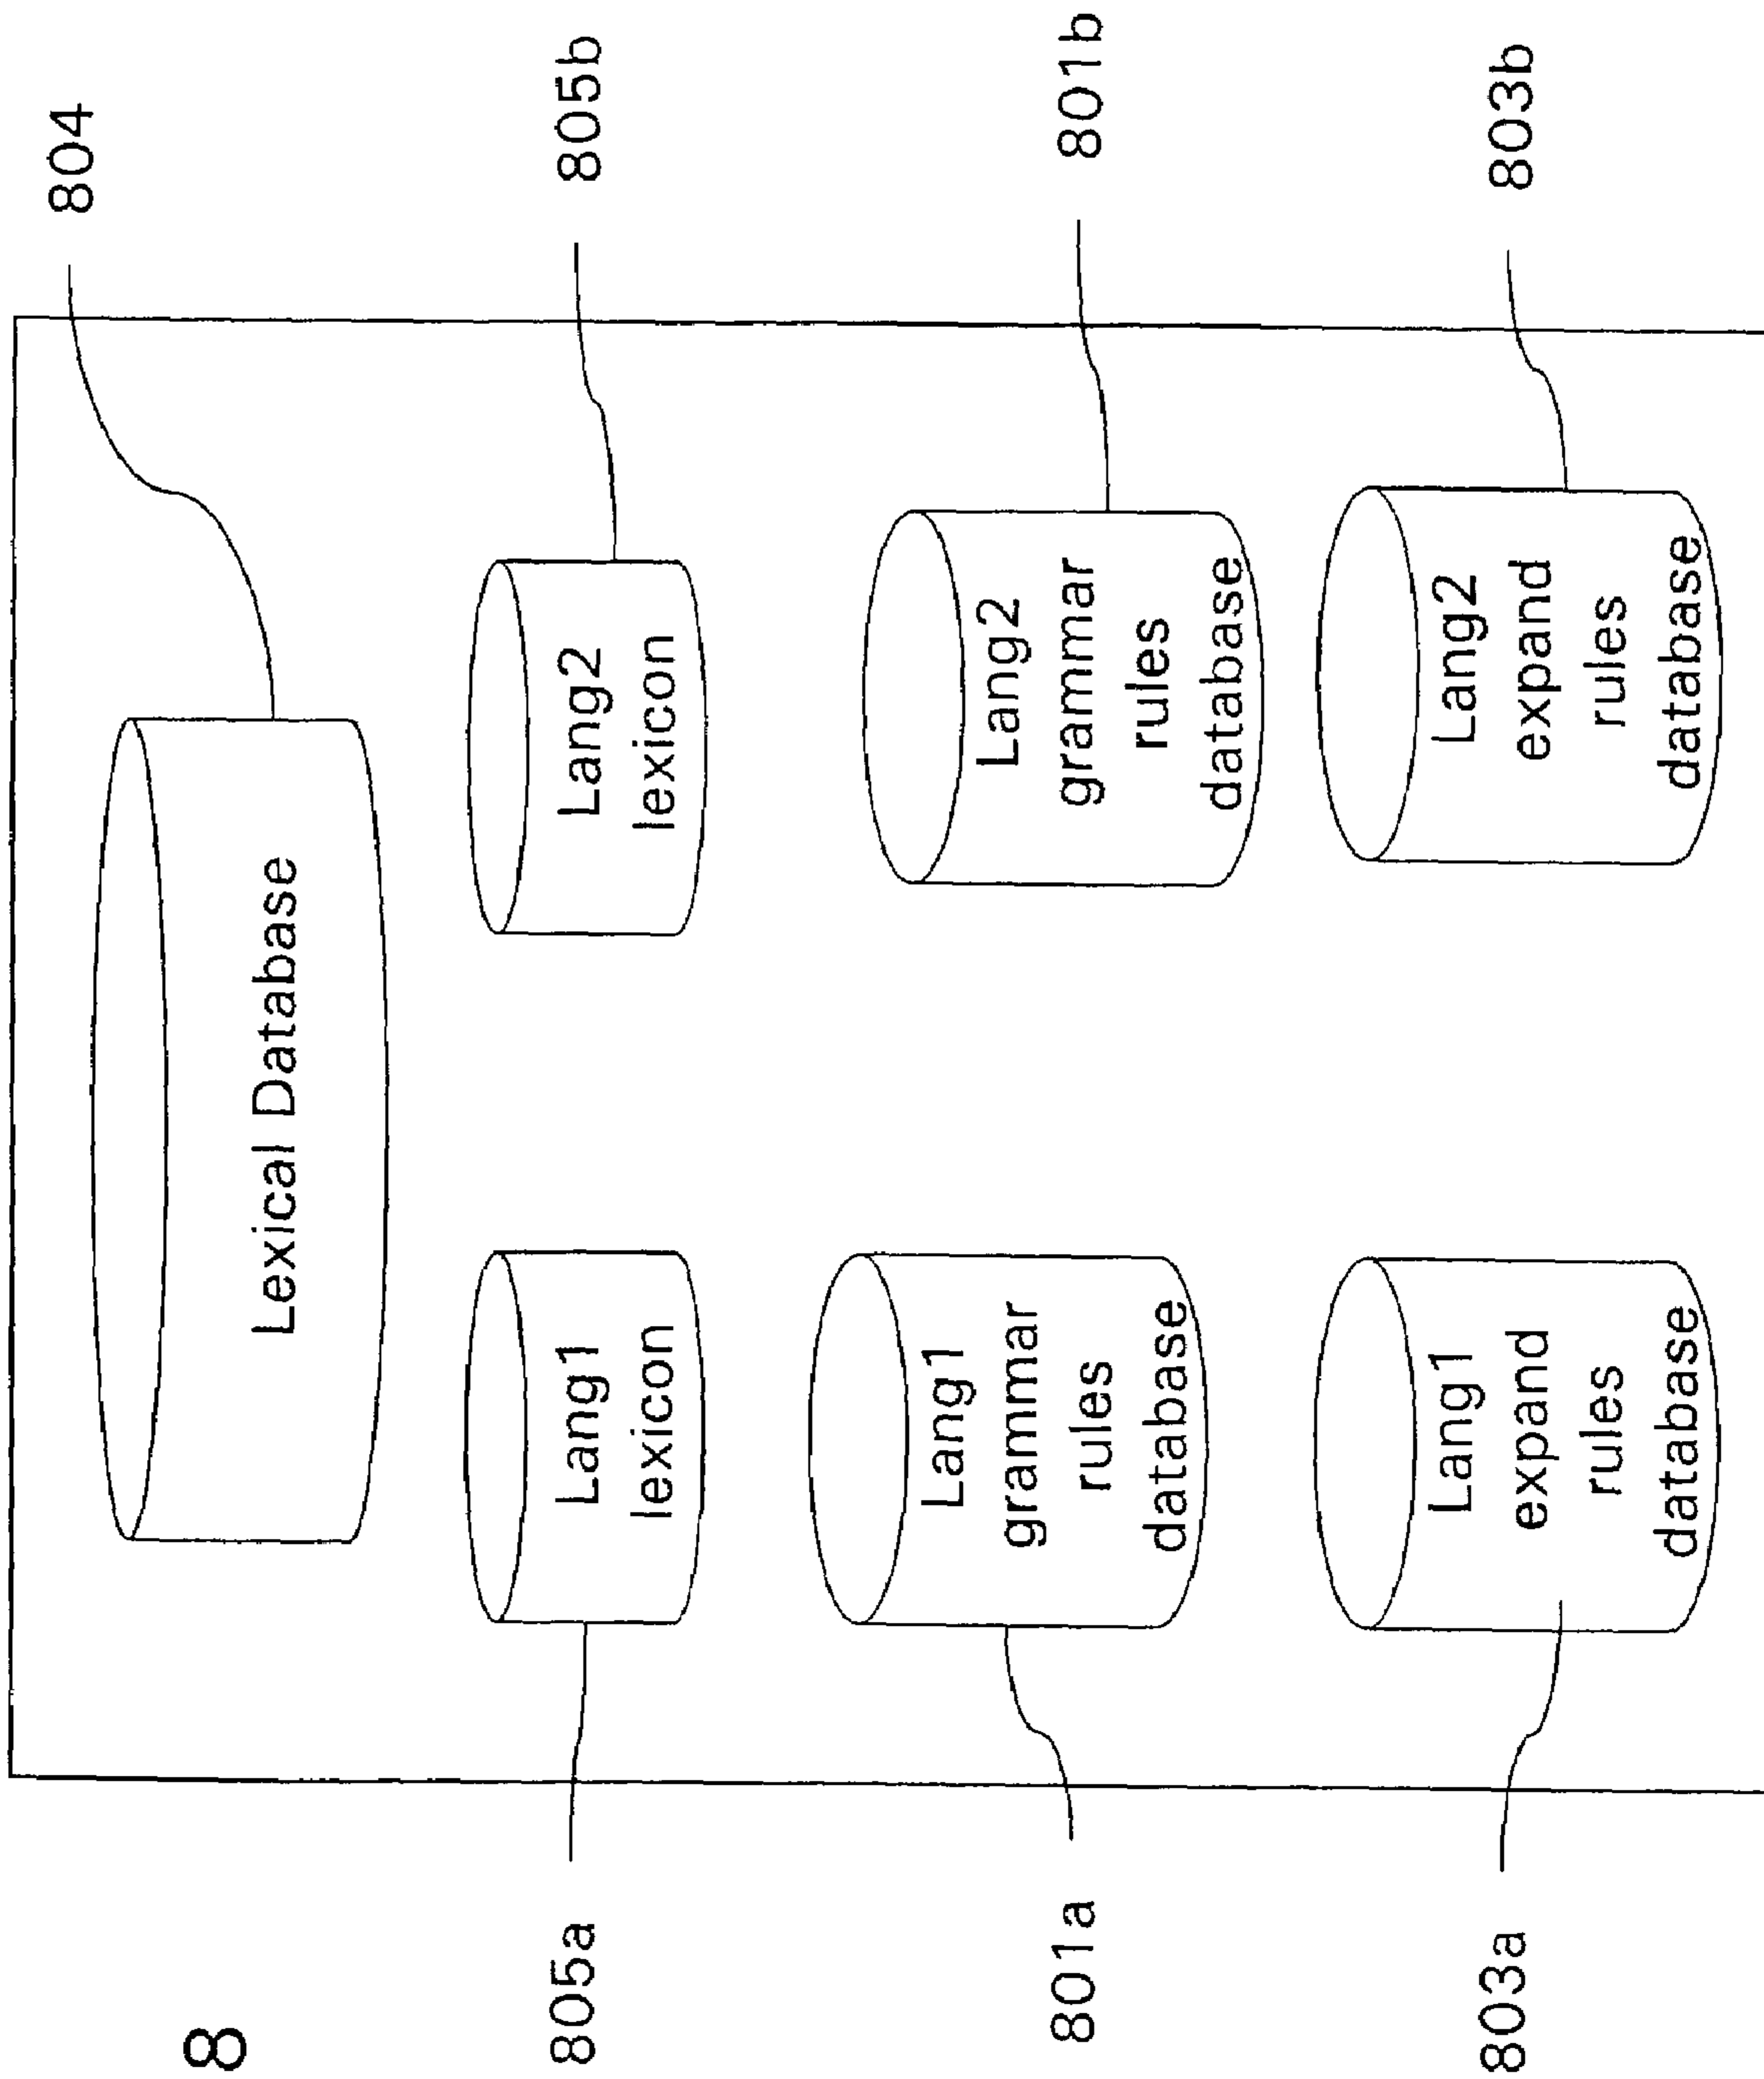 8
804
Lexical Database
805a
Lang1
lexicon
Lang2
lexicon
805b
801a
Lang1
grammar
rules
database
Lang2
grammar
rules
database
801b
803a
Lang1
expand
rules
database
Lang2
expand
rules
database
803b